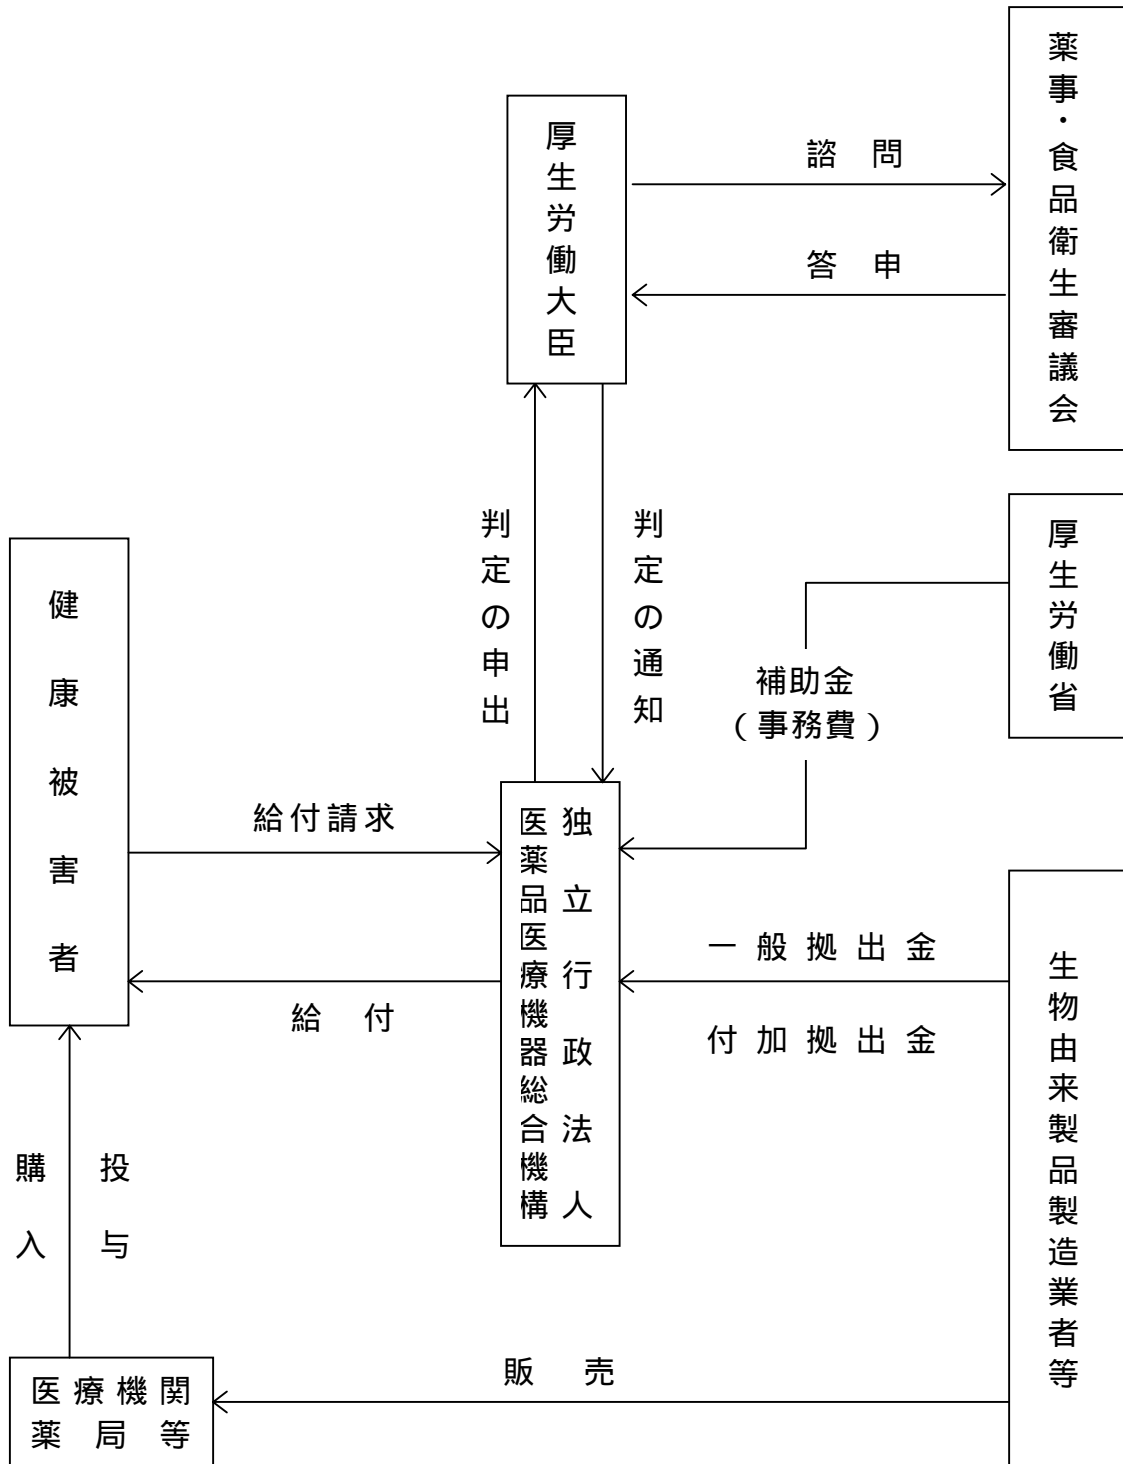 薬事・食品衛生審議会
厚生労働大臣
諮問
答申
判定の申出
判定の通知
厚生労働省
補助金
（事務費）
健康被害者
給付請求
給付
独立行政法人
医薬品医療機器総合機構
一般拠出金
付加拠出金
生物由来製品製造業者等
投与
購入
販売
医療機関
薬局等